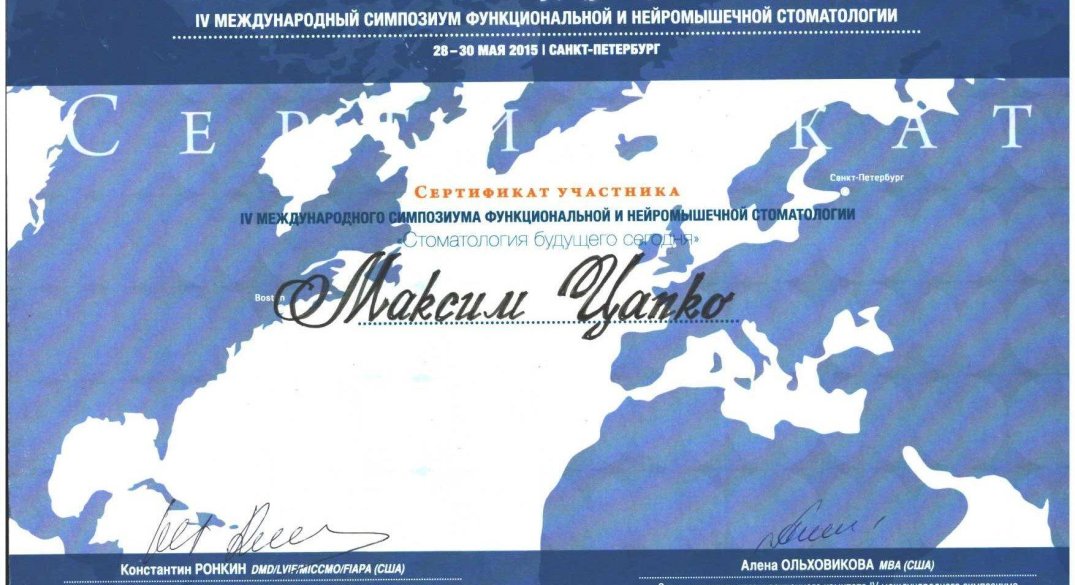 IV МЕЖДУНАРОДНЫЙ СИМПОЗИУМ ФУНКЦИОНАЛЬНОЙ И НЕЙРОМЫШЕЧНОЙ СТОМАТОЛОГИИ
28–30 МАЯ 2015 | САНКТ-ПЕТЕРБУРГ
СЕРТИФИКАТ
Санкт-Петербург
СЕРТИФИКАТ УЧАСТНИКА
IV МЕЖДУНАРОДНОГО СИМПОЗИУМА ФУНКЦИОНАЛЬНОЙ И НЕЙРОМЫШЕЧНОЙ СТОМАТОЛОГИИ
«Стоматология будущего сегодня»
Boston
Максим Цапко
Константин РОНКИН DMD/LVIF/MICCMO/FIAPA (США)
Алена ОЛЬХОВИКОВА MBA (США)